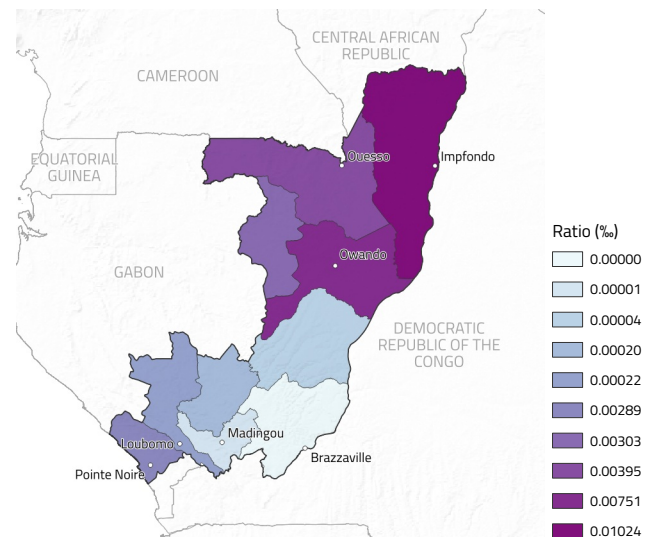 CENTRAL AFRICAN
REPUBLIC
CAMEROON
Ouesso
Impfondo
EQUATORIAL
GUINEA
Owando
GABON
Ratio (‰)
0.00000
0.00001
0.00004
DEMOCRATIC
REPUBLIC OF THE
CONGO
0.00020
0.00022
0.00289
Loubomo
Madingou
0.00303
Brazzaville
Pointe Noire
0.00395
0.00751
0.01024